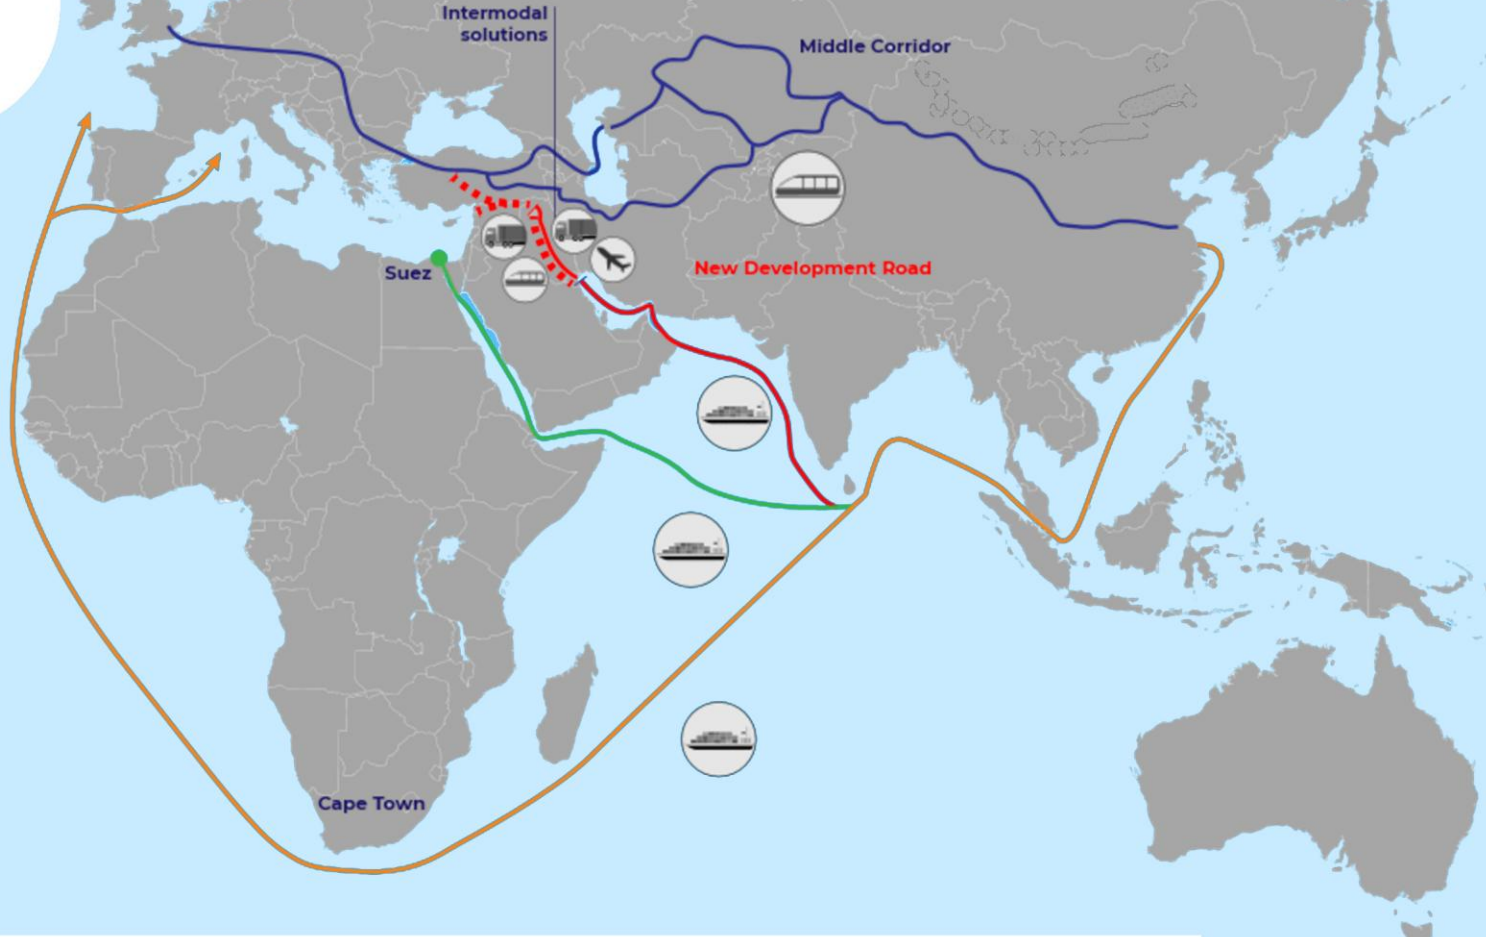 Intermodal
solutions
Middle Corridor
Suez
New Development Road
Cape Town